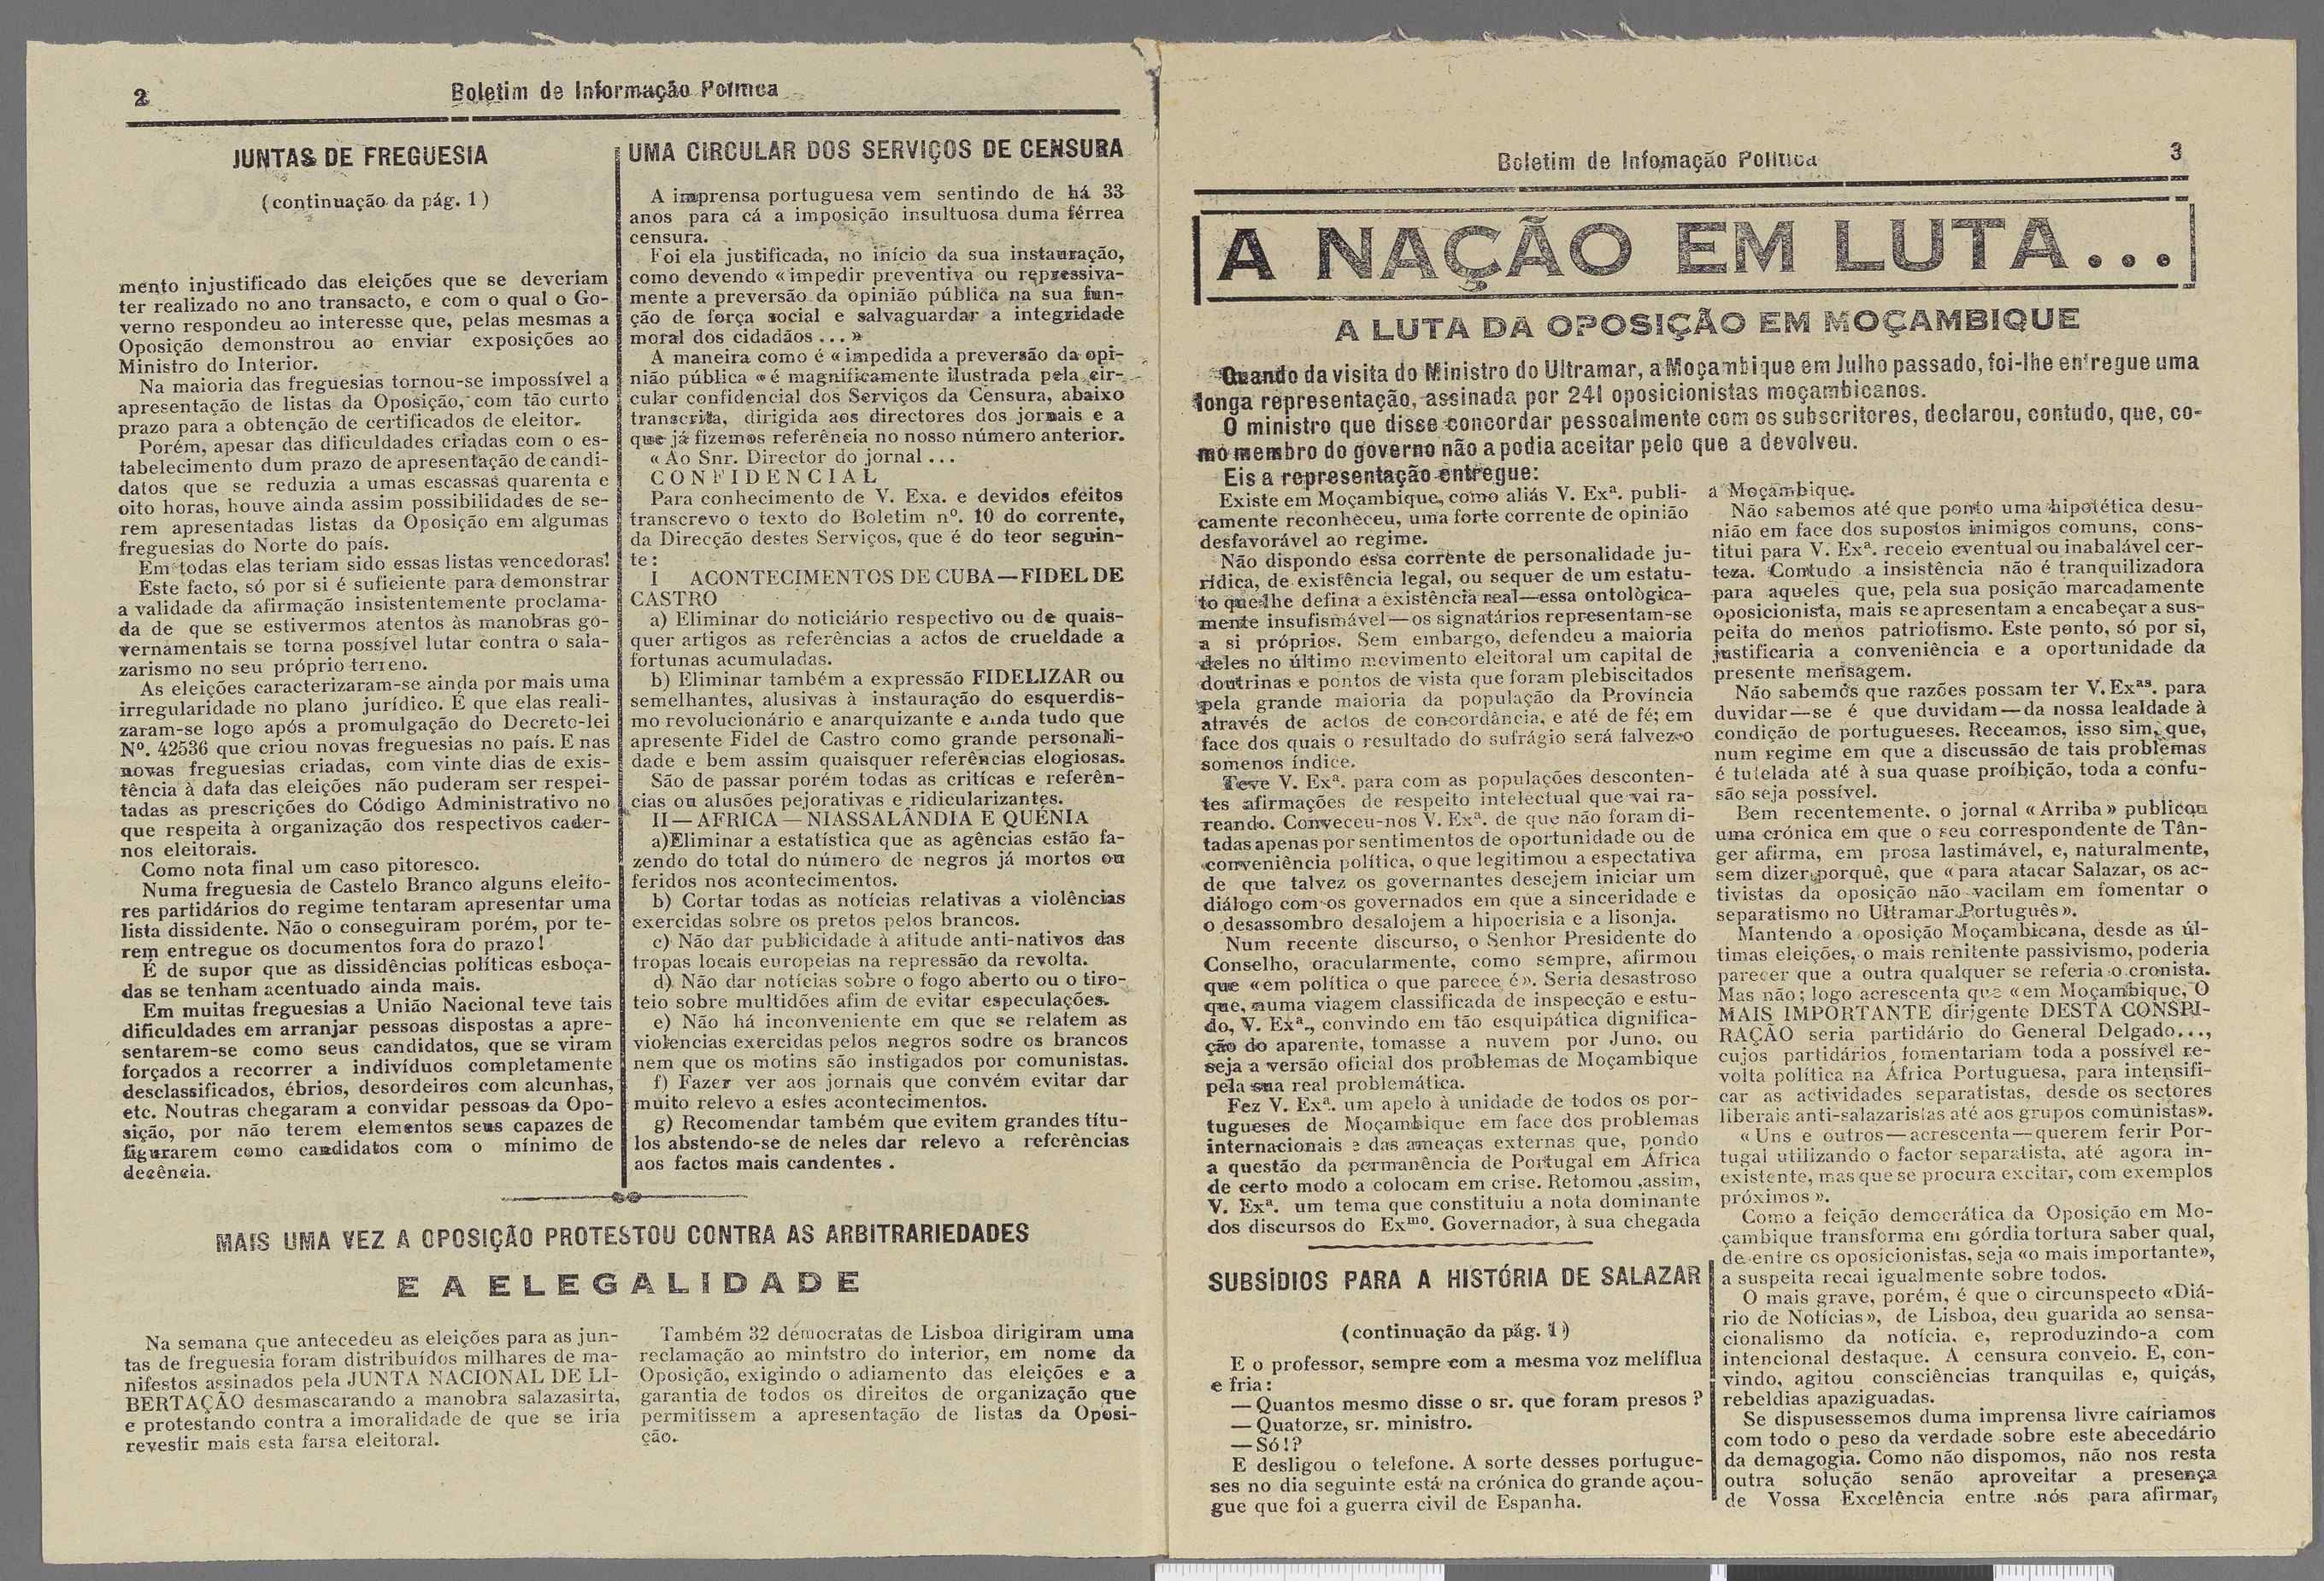 2
Boletim de Informação Política
JUNTAS DE FREGUESIA
(continuação da pág. 1)
mento injustificado das eleições que se deveriam
ter realizado no ano transacto, e com o qual o Go-
verno respondeu ao interesse que, pelas mesmas a
Oposição demonstrou ao enviar exposições ao
Ministro do Interior.
Na maioria das freguesias tornou-se impossível a
apresentação de listas da Oposição, com tão curto
prazo para a obtenção de certificados de eleitor.
Porém, apesar das dificuldades criadas com o es-
tabelecimento dum prazo de apresentação de candi-
datos que se reduzia a umas escassas quarenta e
oito horas, houve ainda assim possibilidades de se-
rem apresentadas listas da Oposição em algumas
freguesias do Norte do país.
Em todas elas teriam sido essas listas vencedoras!
Este facto, só por si é suficiente para demonstrar
a validade da afirmação insistentemente proclama-
da de que se estivermos atentos às manobras go-
vernamentais se torna possível lutar contra o sala-
zarismo no seu próprio terreno.
As eleições caracterizaram-se ainda por mais uma
irregularidade no plano jurídico. É que elas reali-
zaram-se logo após a promulgação do Decreto-lei
Nº. 42536 que criou novas freguesias no país. E nas
novas freguesias criadas, com vinte dias de exis-
tência à data das eleições não puderam ser respei-
tadas as prescrições do Código Administrativo no
que respeita à organização dos respectivos cader-
nos eleitorais.
Como nota final um caso pitoresco.
Numa freguesia de Castelo Branco alguns eleito-
res partidários do regime tentaram apresentar uma
lista dissidente. Não o conseguiram porém, por te-
rem entregue os documentos fora do prazo!
É de supor que as dissidências políticas esboça-
das se tenham acentuado ainda mais.
Em muitas freguesias a União Nacional teve tais
dificuldades em arranjar pessoas dispostas a apre-
sentarem-se como seus candidatos, que se viram
forçados a recorrer a indivíduos completamente
desclassificados, ébrios, desordeiros com alcunhas,
etc. Noutras chegaram a convidar pessoas da Opo-
sição, por não terem elementos seus capazes de
figurarem como candidatos com o mínimo de
decência.
UMA CIRCULAR DOS SERVIÇOS DE CENSURA
A imprensa portuguesa vem sentindo de há 33
anos para cá a imposição insultuosa duma férrea
censura.
Foi ela justificada, no início da sua instauração,
como devendo «impedir preventiva ou repressiva-
mente a preversão da opinião pública na sua fun-
ção de força social e salvaguardar a integridade
moral dos cidadãos ...»
A maneira como é «impedida a preversão da opi-
nião pública « é magnificamente ilustrada pela cir-
cular confidencial dos Serviços da Censura, abaixo
transcrita, dirigida aos directores dos jornais e a
que já fizemos referência no nosso número anterior.
«Ao Snr. Director do jornal ...
CONFIDENCIAL
Para conhecimento de V. Exa. e devidos efeitos
transcrevo o texto do Boletim nº. 10 do corrente,
da Direcção destes Serviços, que é do teor seguin-
te:
I ACONTECIMENTOS DE CUBA—FIDEL DE
CASTRO
a) Eliminar do noticiário respectivo ou de quais-
quer artigos as referências a actos de crueldade a
fortunas acumuladas.
b) Eliminar também a expressão FIDELIZAR ou
semelhantes, alusivas à instauração do esquerdis-
mo revolucionário e anarquizante e ainda tudo que
apresente Fidel de Castro como grande personali-
dade e bem assim quaisquer referências elogiosas.
São de passar porém todas as critícas e referên-
cias ou alusões pejorativas e ridicularizantes.
II—AFRICA—NIASSALÂNDIA E QUÉNIA
a)Eliminar a estatística que as agências estão fa-
zendo do total do número de negros já mortos ou
feridos nos acontecimentos.
b) Cortar todas as notícias relativas a violências
exercidas sobre os pretos pelos brancos.
c) Não dar publicidade à atitude anti-nativos das
tropas locais europeias na repressão da revolta.
d) Não dar notícias sobre o fogo aberto ou o tiro-
teio sobre multidões afim de evitar especulações.
e) Não há inconveniente em que se relatem as
violencias exercidas pelos negros sodre os brancos
nem que os motins são instigados por comunistas.
f) Fazer ver aos jornais que convém evitar dar
muito relevo a estes acontecimentos.
g) Recomendar também que evitem grandes títu-
los abstendo-se de neles dar relevo a referências
aos factos mais candentes .
MAIS UMA VEZ A OPOSIÇÃO PROTESTOU CONTRA AS ARBITRARIEDADES
E A ELEGALIDADE
Na semana que antecedeu as eleições para as jun-
tas de freguesia foram distribuídos milhares de ma-
nifestos assinados pela JUNTA NACIONAL DE LI-
BERTAÇÃO desmascarando a manobra salazasirta,
e protestando contra a imoralidade de que se iria
revestir mais esta farsa eleitoral.
Também 32 démocratas de Lisboa dirigiram uma
reclamação ao mintstro do interior, em nome da
Oposição, exigindo o adiamento das eleições e a
garantia de todos os direitos de organização que
permitissem a apresentação de listas da Oposi-
ção.
Boletim de Infomação Política
3
A NAÇÃO EM LUTA...
A LUTA DA OPOSIÇÃO EM MOÇAMBIQUE
Quando da visita do Ministro do Ultramar, a Moçambique em Julho passado, foi-lhe entregue uma
longa representação, assinada por 241 oposicionistas moçambicanos.
O ministro que disse concordar pessoalmente com os subscritores, declarou, contudo, que, co-
mo membro do governo não a podia aceitar pelo que a devolveu.
Eis a representação entregue:
Existe em Moçambique, como aliás V. Exª. publi-
camente reconheceu, uma forte corrente de opinião
desfavorável ao regime.
Não dispondo essa corrente de personalidade ju-
rídica, de existência legal, ou sequer de um estatu-
to que lhe defina a existência real—essa ontològica-
mente insufismável—os signatários representam-se
a si próprios. Sem embargo, defendeu a maioria
deles no último movimento eleitoral um capital de
doutrinas e pontos de vista que foram plebiscitados
pela grande maioria da população da Província
através de actos de concordância, e até de fé; em
face dos quais o resultado do sufrágio será talvez o
somenos índice.
Teve V. Exª. para com as populações desconten-
tes afirmações de respeito intelectual que vai ra-
reando. Conveceu-nos V. Exª. de que não foram di-
tadas apenas por sentimentos de oportunidade ou de
conveniência política, o que legitimou a espectativa
de que talvez os governantes desejem iniciar um
diálogo com os governados em que a sinceridade e
o desassombro desalojem a hipocrisia e a lisonja.
Num recente discurso, o Senhor Presidente do
Conselho, oracularmente, como sempre, afirmou
que «em política o que parece é». Seria desastroso
que, numa viagem classificada de inspecção e estu-
do, V. Exª., convindo em tão esquipática dignifica-
ção do aparente, tomasse a nuvem por Juno, ou
seja a versão oficial dos problemas de Moçambique
pela sua real problemática.
Fez V. Exª. um apelo à unidade de todos os por-
tugueses de Moçambique em face dos problemas
internacionais e das ameaças externas que, pondo
a questão da permanência de Portugal em África
de certo modo a colocam em crise. Retomou ,assim,
V. Exª. um tema que constituiu a nota dominante
dos discursos do Exmo. Governador, à sua chegada
a Moçambique.
Não sabemos até que ponto uma hipotética desu-
nião em face dos supostos inimigos comuns, cons-
titui para V. Exª. receio eventual ou inabalável cer-
teza. Contudo a insistência não é tranquilizadora
para aqueles que, pela sua posição marcadamente
oposicionista, mais se apresentam a encabeçar a sus-
peita do menos patriotismo. Este ponto, só por si,
justificaria a conveniência e a oportunidade da
presente mensagem.
Não sabemos que razões possam ter V. Exas. para
duvidar—se é que duvidam—da nossa lealdade à
condição de portugueses. Receamos, isso sim, que,
num regime em que a discussão de tais problemas
é tutelada até à sua quase proíbição, toda a confu-
são seja possível.
Bem recentemente. o jornal «Arriba» publicou
uma crónica em que o seu correspondente de Tân-
ger afirma, em prosa lastimável, e, naturalmente,
sem dizer porquê, que «para atacar Salazar, os ac-
tivistas da oposição não vacilam em fomentar o
separatismo no Ultramar Português».
Mantendo a oposição Moçambicana, desde as úl-
timas eleições, o mais renitente passivismo, poderia
parecer que a outra qualquer se referia o cronista.
Mas não; logo acrescenta que «em Moçambique, O
MAIS IMPORTANTE dirigente DESTA CONSPI-
RAÇÃO seria partidário do General Delgado...,
cujos partidários fomentariam toda a possível re-
volta política na África Portuguesa, para intensifi-
car as actividades separatistas, desde os sectores
liberais anti-salazaristas até aos grupos comunistas».
«Uns e outros—acrescenta—querem ferir Por-
tugal utilizando o factor separatista, até agora in-
existente, mas que se procura excitar, com exemplos
próximos».
Como a feição democrática da Oposição em Mo-
çambique transforma em górdia tortura saber qual,
de entre os oposicionistas, seja «o mais importante»,
a suspeita recai igualmente sobre todos.
O mais grave, porém, é que o circunspecto «Diá-
rio de Notícias», de Lisboa, deu guarida ao sensa-
cionalismo da notícia, e, reproduzindo-a com
intencional destaque. A censura conveio. E, con-
vindo, agitou consciências tranquilas e, quiçás,
rebeldias apaziguadas.
Se dispusessemos duma imprensa livre caíriamos
com todo o peso da verdade sobre este abecedário
da demagogia. Como não dispomos, não nos resta
outra solução senão aproveitar a presença
de Vossa Excelência entre nós para afirmar,
SUBSÍDIOS PARA A HISTÓRIA DE SALAZAR
(continuação da pág. 1)
E o professor, sempre com a mesma voz melíflua
e fria:
—Quantos mesmo disse o sr. que foram presos?
—Quatorze, sr. ministro.
—Só!?
E desligou o telefone. A sorte desses portugue-
ses no dia seguinte está na crónica do grande açou-
gue que foi a guerra civil de Espanha.